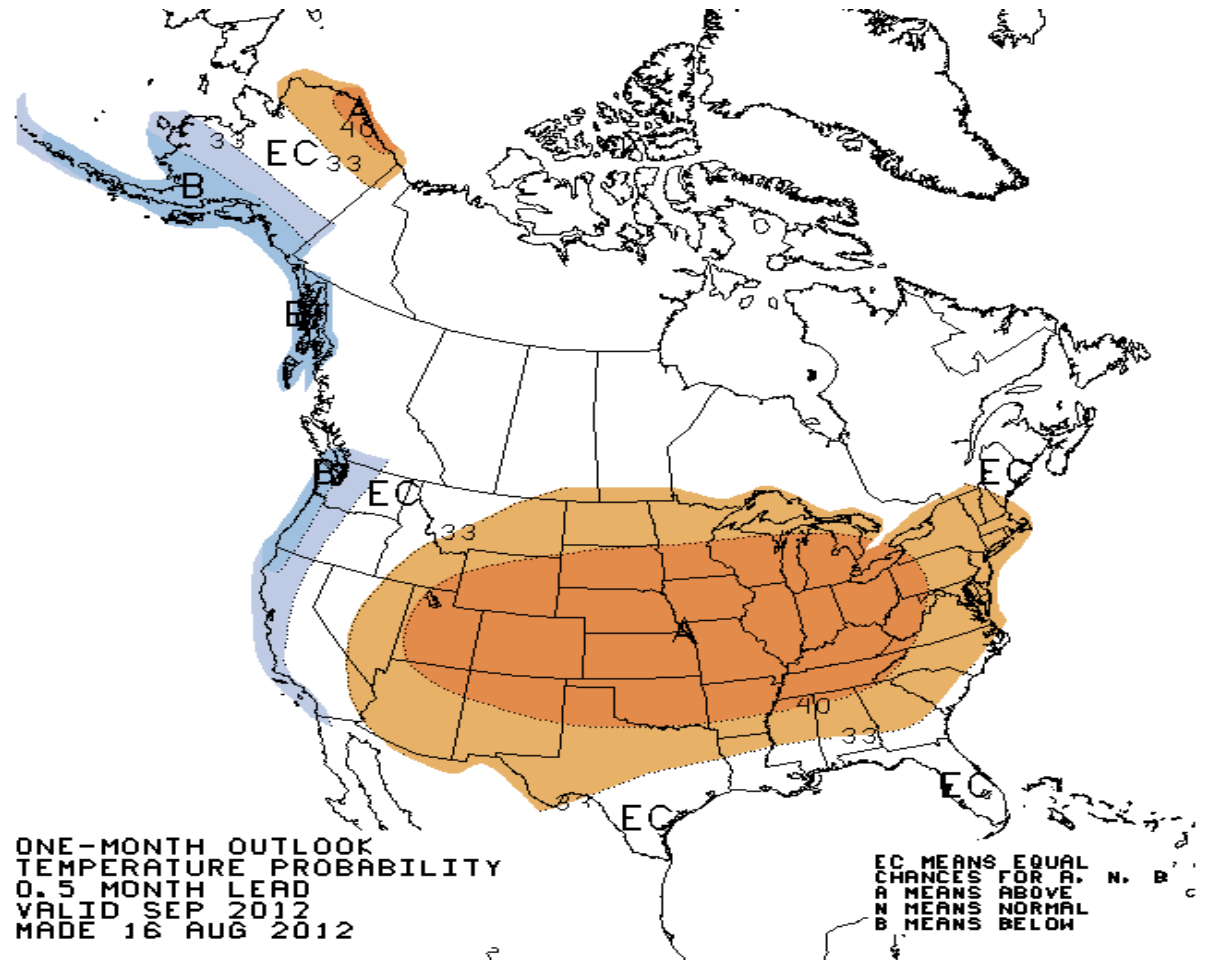 A
40
33
EC
33
B
B
B
EC
EC
33
A
40
33
EC
33
EC
ONE-MONTH OUTLOOK
TEMPERATURE PROBABILITY
0.5 MONTH LEAD
VALID SEP 2012
MADE 16 AUG 2012
EC MEANS EQUAL
CHANCES FOR A, N, B
A MEANS ABOVE
N MEANS NORMAL
B MEANS BELOW